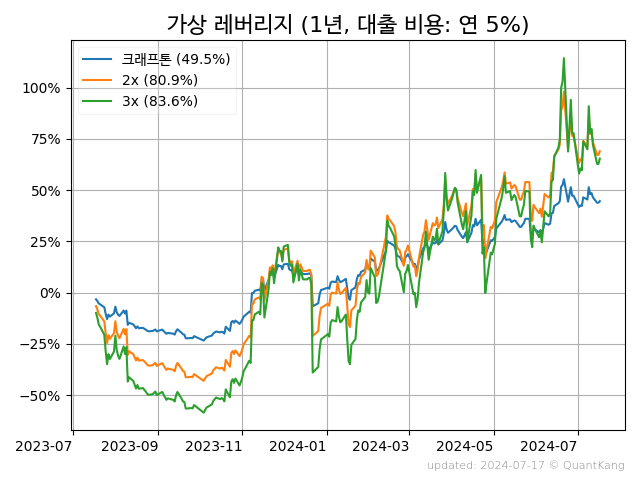 가상 레버리지 (1년, 대출 비용: 연 5%)
크래프톤 (49.5%)
2x (80.9%)
3x (83.6%)
100%
75%
50%
25%
0%
−25%
−50%
2023-07 2023-09 2023-11 2024-01 2024-03 2024-05 2024-07
updated: 2024-07-17 © QuantKang